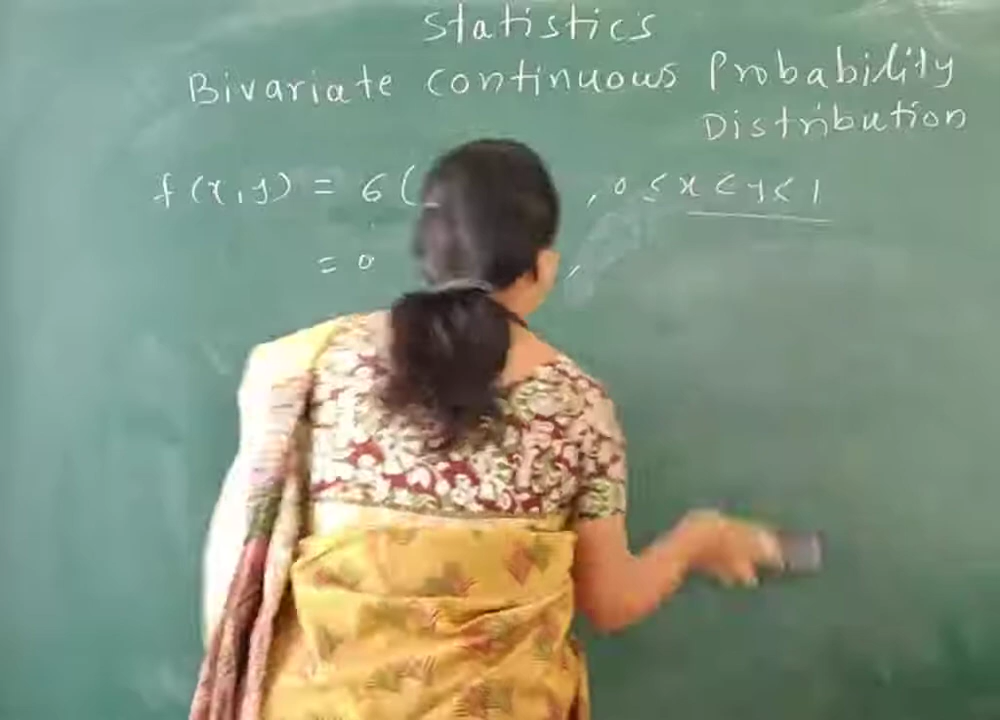 Statistics
Bivariate continuous Probability
Distribution
f(x,y) = 6( , 0 ≤ x < y < 1
= 0 ,